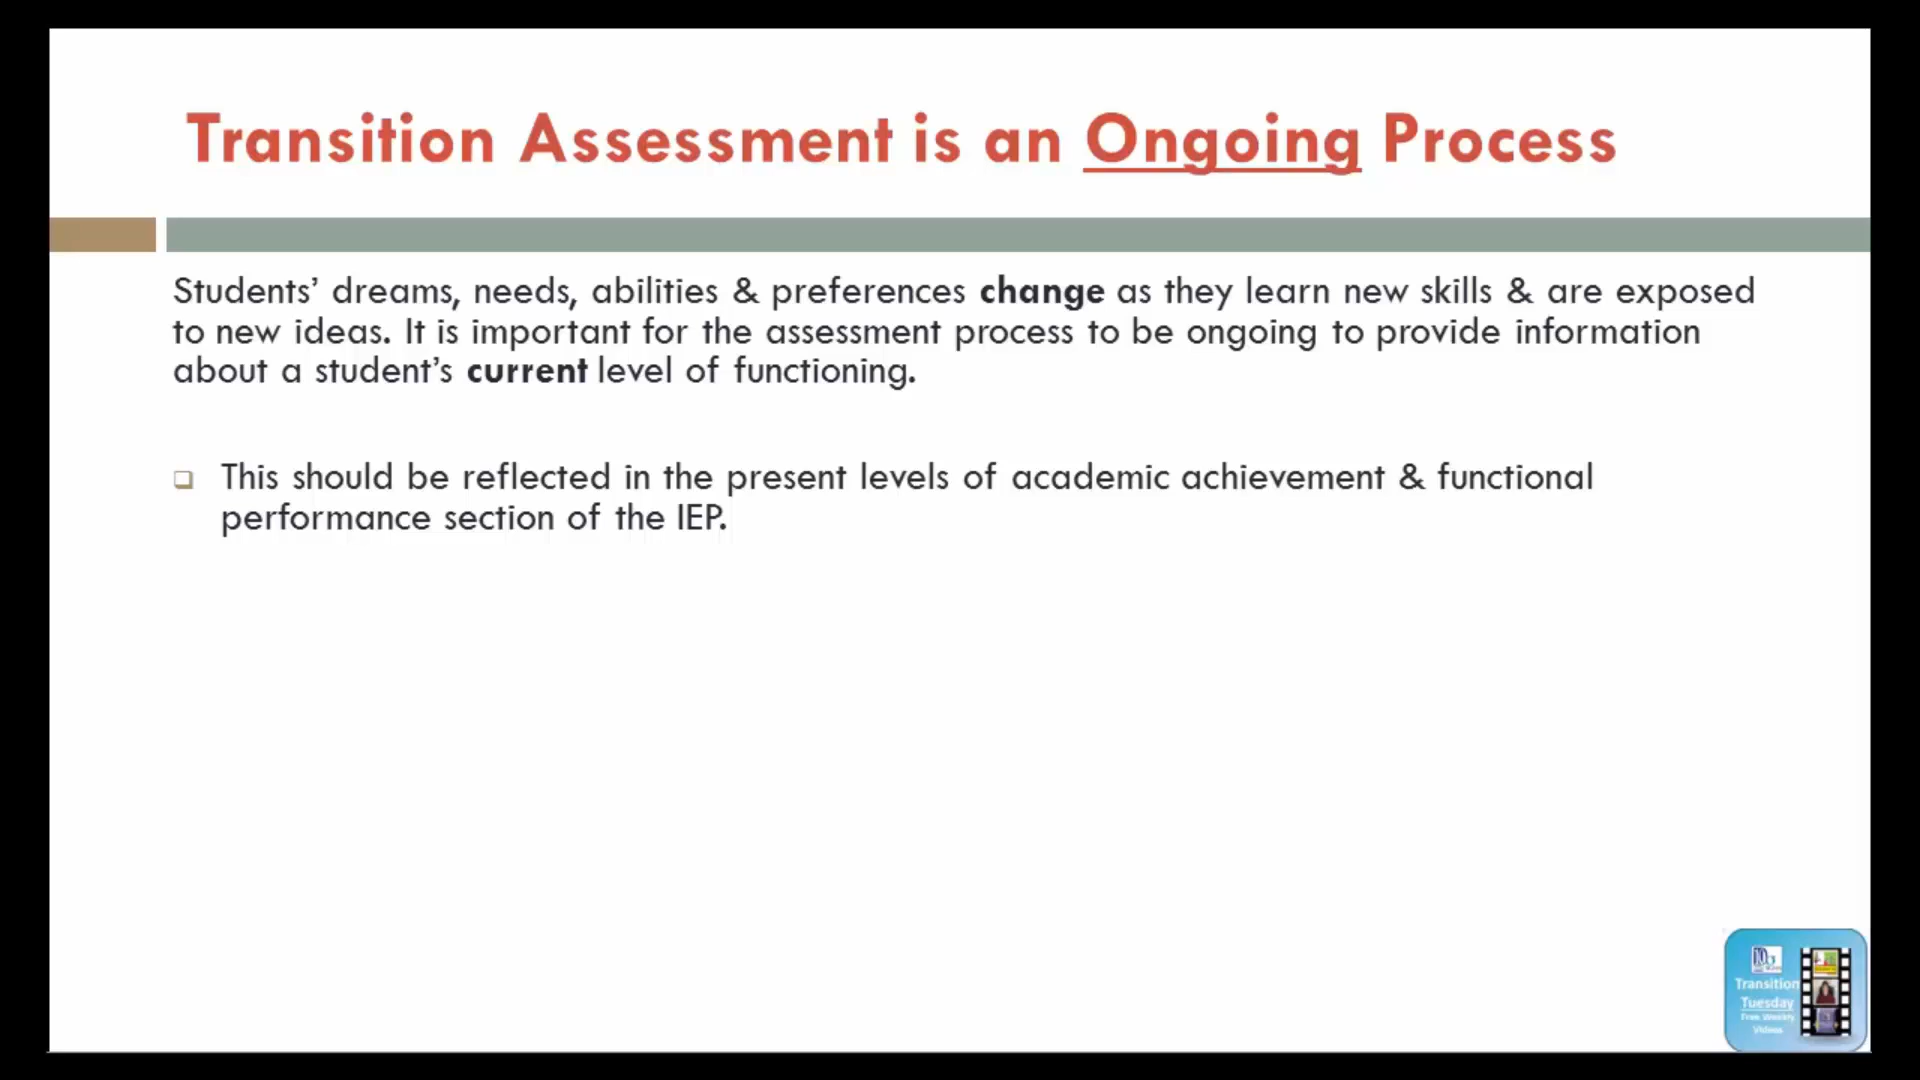 Transition Assessment is an Ongoing Process
Students’ dreams, needs, abilities & preferences change as they learn new skills & are exposed
to new ideas. It is important for the assessment process to be ongoing to provide information
about a student’s current level of functioning.
This should be reflected in the present levels of academic achievement & functional
performance section of the IEP.
Transition
Tuesday
Free Weekly
Videos